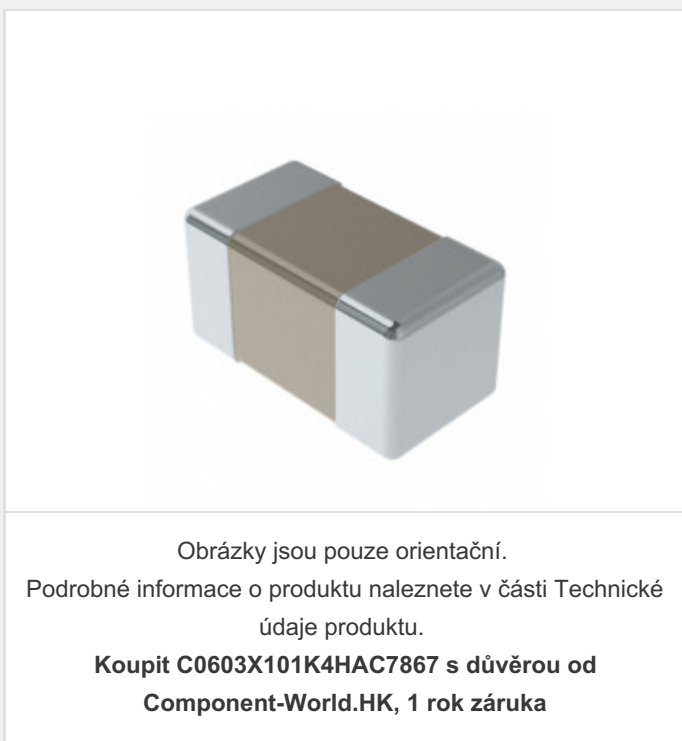 Obrázky jsou pouze orientační.
Podrobné informace o produktu naleznete v části Technické
údaje produktu.
Koupit C0603X101K4HAC7867 s důvěrou od
Component-World.HK, 1 rok záruka